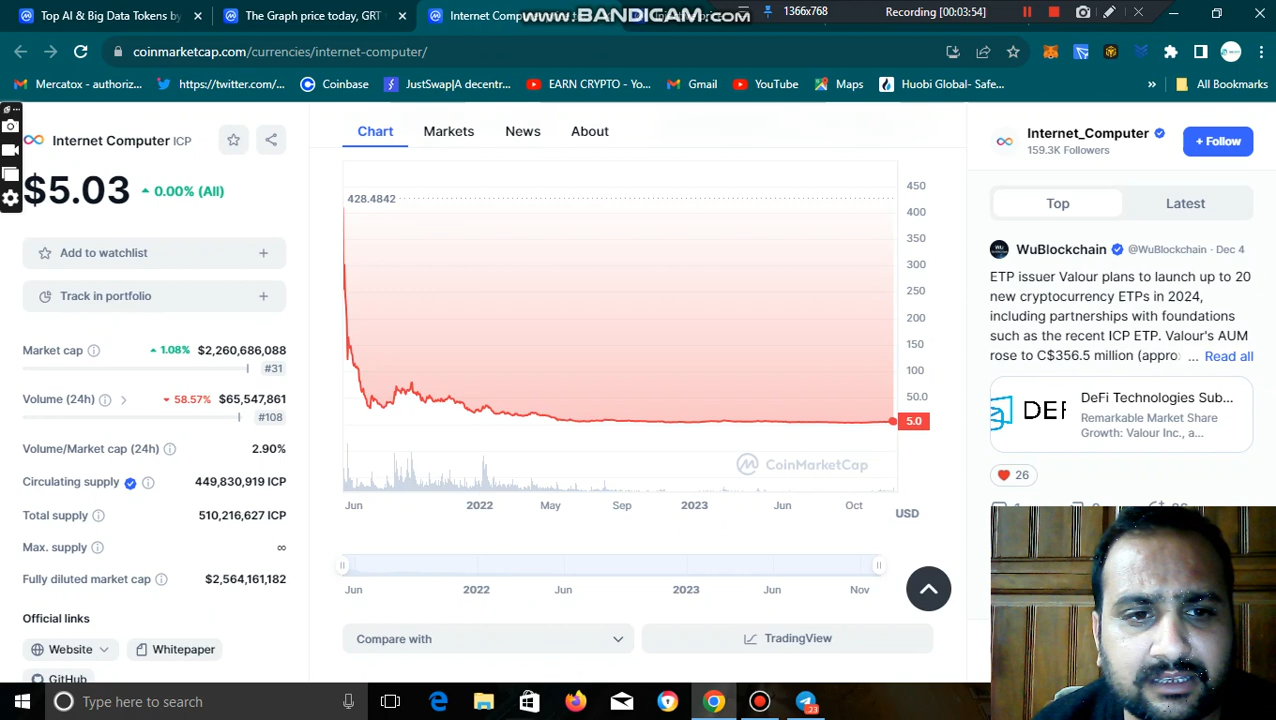 Top AI & Big Data Tokens by
The Graph price today, GRT
Internet Comp
www.BANDICAM.com
1366x768
Recording [00:03:54]
coinmarketcap.com/currencies/internet-computer/
Mercatox - authoriz...
https://twitter.com/...
Coinbase
JustSwap|A decentr...
EARN CRYPTO - Yo...
Gmail
YouTube
Maps
Huobi Global- Safe...
»
All Bookmarks
Internet Computer ICP
$5.03
0.00% (All)
Add to watchlist +
Track in portfolio +
Market cap 1.08% $2,260,686,088
#31
Volume (24h) 58.57% $65,547,861
#108
Volume/Market cap (24h) 2.90%
Circulating supply 449,830,919 ICP
Total supply 510,216,627 ICP
Max. supply ∞
Fully diluted market cap $2,564,161,182
Official links
Website
Whitepaper
GitHub
Chart Markets News About
428.4842
450
400
350
300
250
200
150
100
50.0
5.0
CoinMarketCap
Jun 2022 May Sep 2023 Jun Oct
USD
Jun 2022 Jun 2023 Jun Nov
Compare with
TradingView
Internet_Computer
159.3K Followers
+ Follow
Top
Latest
WuBlockchain @WuBlockchain · Dec 4
ETP issuer Valour plans to launch up to 20
new cryptocurrency ETPs in 2024,
including partnerships with foundations
such as the recent ICP ETP. Valour's AUM
rose to C$356.5 million (appro ... Read all
DEF
DeFi Technologies Sub...
Remarkable Market Share
Growth: Valour Inc., a...
26
Type here to search
23